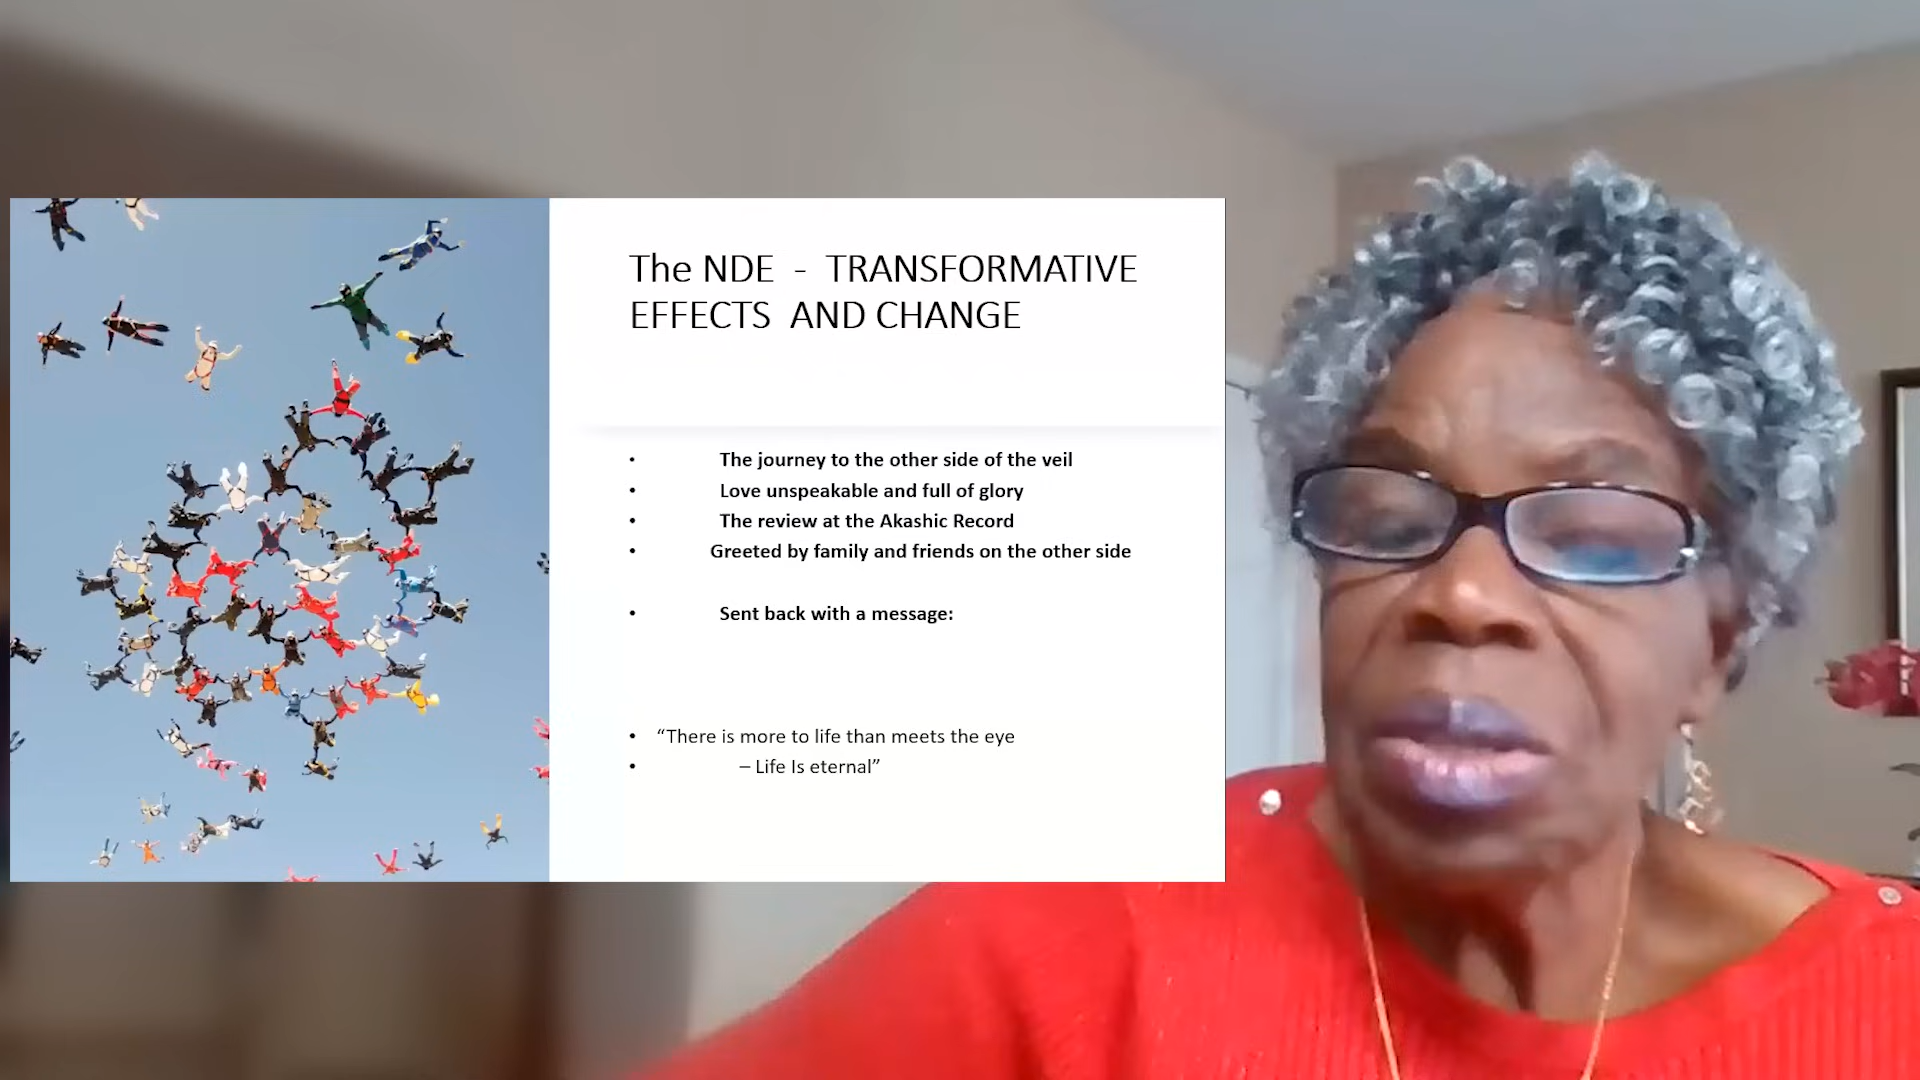 The NDE - TRANSFORMATIVE
EFFECTS AND CHANGE
• The journey to the other side of the veil
• Love unspeakable and full of glory
• The review at the Akashic Record
• Greeted by family and friends on the other side
• Sent back with a message:
• “There is more to life than meets the eye
• – Life Is eternal”